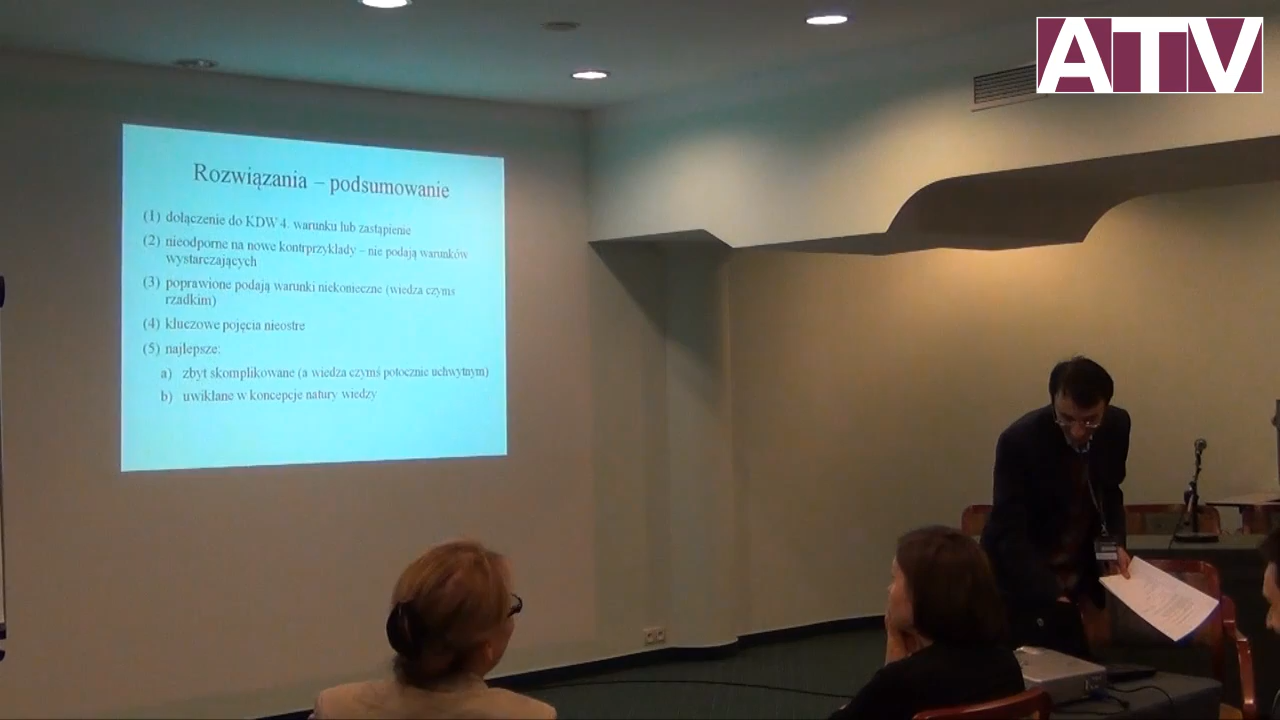 ATV
Rozwiązania – podsumowanie
(1) dołączenie do KDW 4. warunku lub zastąpienie
(2) nieodporne na nowe kontrprzykłady – nie podają warunków
wystarczających
(3) poprawione podają warunki niekonieczne (wiedza czymś
rzadkim)
(4) kluczowe pojęcia nieostre
(5) najlepsze:
a) zbyt skomplikowane (a wiedza czymś potocznie uchwytnym)
b) uwikłane w koncepcje natury wiedzy